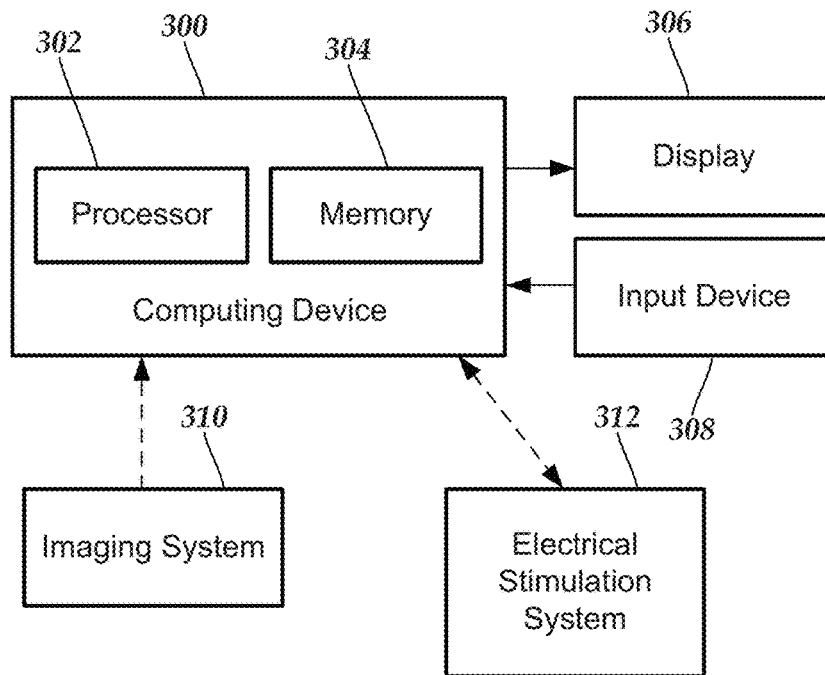 302
300
304
306
Processor
Memory
Computing Device
Display
Input Device
308
310
Imaging System
312
Electrical
Stimulation
System